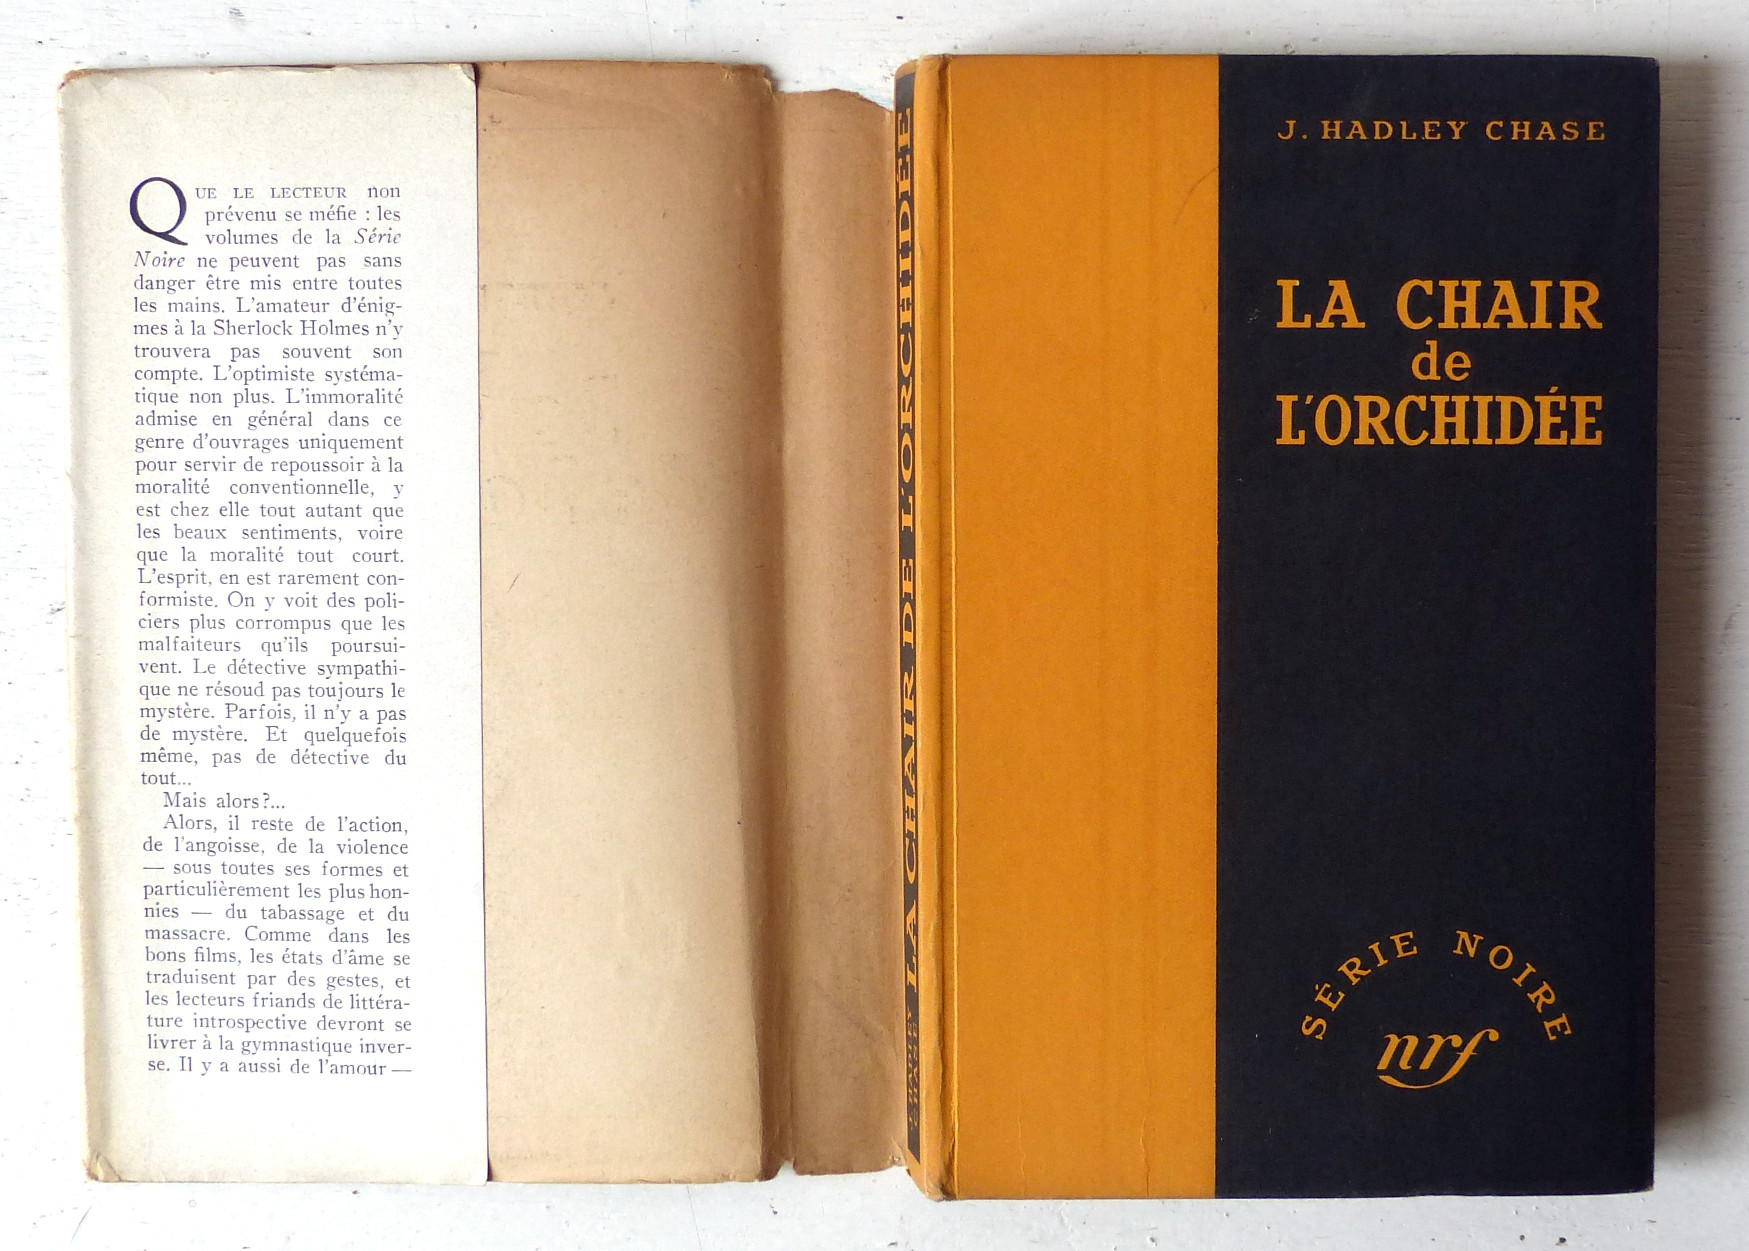 QUE LE LECTEUR non
prévenu se méfie : les
volumes de la Série
Noire ne peuvent pas sans
danger être mis entre toutes
les mains. L'amateur d'énig-
mes à la Sherlock Holmes n'y
trouvera pas souvent son
compte. L'optimiste systéma-
tique non plus. L'immoralité
admise en général dans ce
genre d'ouvrages uniquement
pour servir de repoussoir à la
moralité conventionnelle, y
est chez elle tout autant que
les beaux sentiments, voire
que la moralité tout court.
L'esprit, en est rarement con-
formiste. On y voit des poli-
ciers plus corrompus que les
malfaiteurs qu'ils poursui-
vent. Le détective sympathi-
que ne résoud pas toujours le
mystère. Parfois, il n'y a pas
de mystère. Et quelquefois
même, pas de détective du
tout...
Mais alors?...
Alors, il reste de l'action,
de l'angoisse, de la violence
— sous toutes ses formes et
particulièrement les plus hon-
nies — du tabassage et du
massacre. Comme dans les
bons films, les états d'âme se
traduisent par des gestes, et
les lecteurs friands de littéra-
ture introspective devront se
livrer à la gymnastique inver-
se. Il y a aussi de l'amour —
HADLEY
CHASE
LA CHAIR DE L'ORCHIDÉE
J. HADLEY CHASE
LA CHAIR
de
L'ORCHIDÉE
SÉRIE NOIRE
nrf